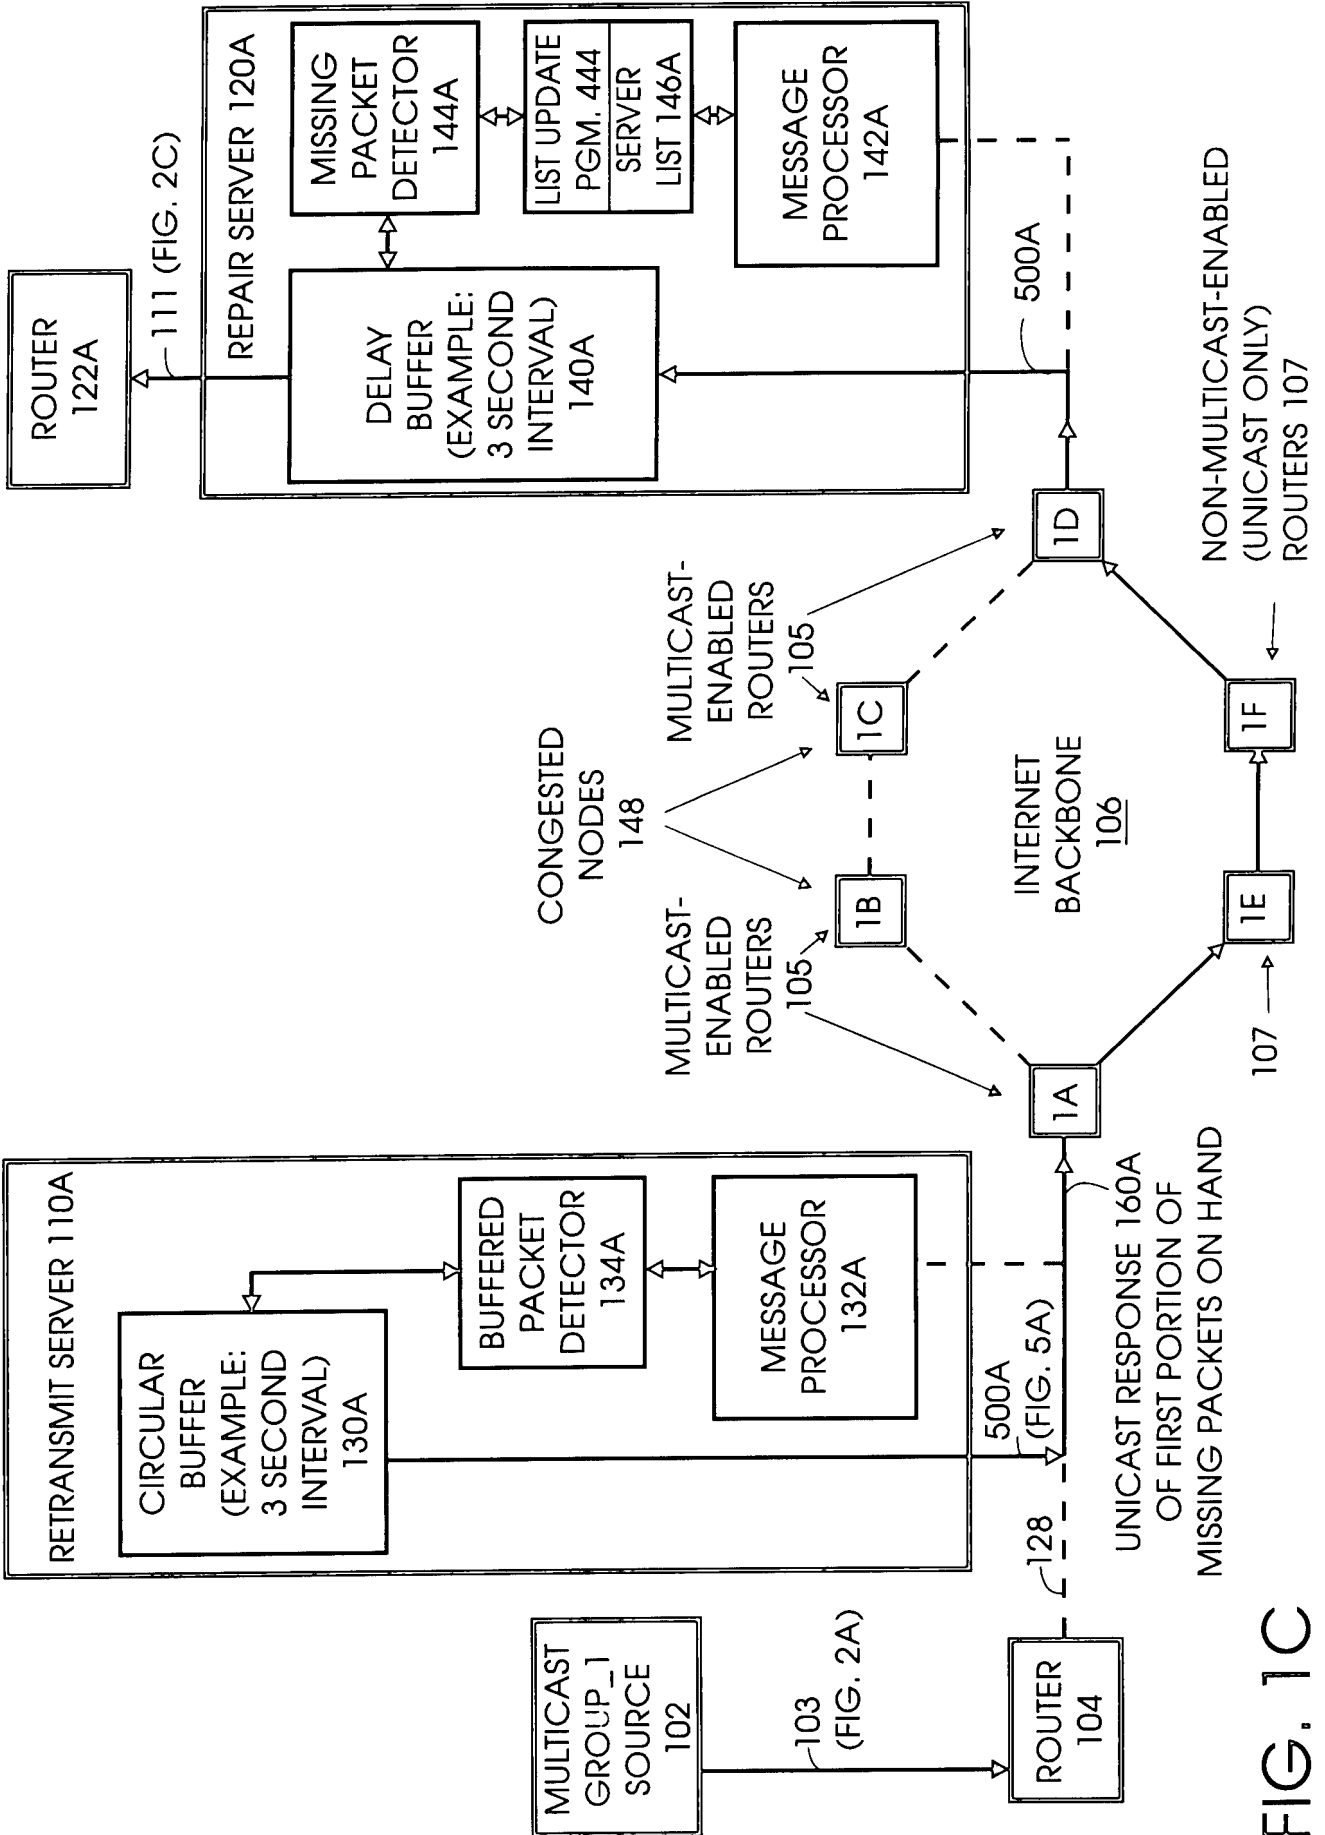 MULTICAST
GROUP_1
SOURCE
102
103
(FIG. 2A)
ROUTER
104
128
RETRANSMIT SERVER 110A
CIRCULAR
BUFFER
(EXAMPLE:
3 SECOND
INTERVAL)
130A
BUFFERED
PACKET
DETECTOR
134A
MESSAGE
PROCESSOR
132A
500A
(FIG. 5A)
UNICAST RESPONSE 160A
OF FIRST PORTION OF
MISSING PACKETS ON HAND
CONGESTED
NODES
148
MULTICAST-
ENABLED
ROUTERS
105
MULTICAST-
ENABLED
ROUTERS
105
1A
1B
1C
1D
1E
1F
INTERNET
BACKBONE
106
107
NON-MULTICAST-ENABLED
(UNICAST ONLY)
ROUTERS 107
ROUTER
122A
111 (FIG. 2C)
REPAIR SERVER 120A
DELAY
BUFFER
(EXAMPLE:
3 SECOND
INTERVAL)
140A
MISSING
PACKET
DETECTOR
144A
LIST UPDATE
PGM. 444
SERVER
LIST 146A
MESSAGE
PROCESSOR
142A
500A
FIG. 1C